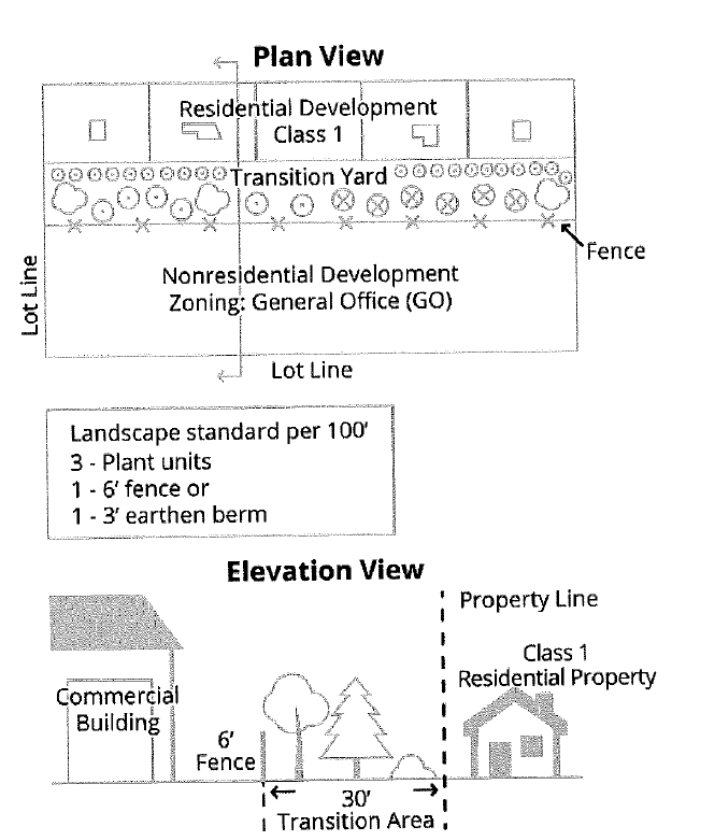 Plan View
Residential Development
Class 1
Transition Yard
Fence
Nonresidential Development
Zoning: General Office (GO)
Lot Line
Lot Line
Landscape standard per 100'
3 - Plant units
1 - 6' fence or
1 - 3' earthen berm
Elevation View
Property Line
Class 1
Residential Property
Commercial
Building
6'
Fence
30'
Transition Area